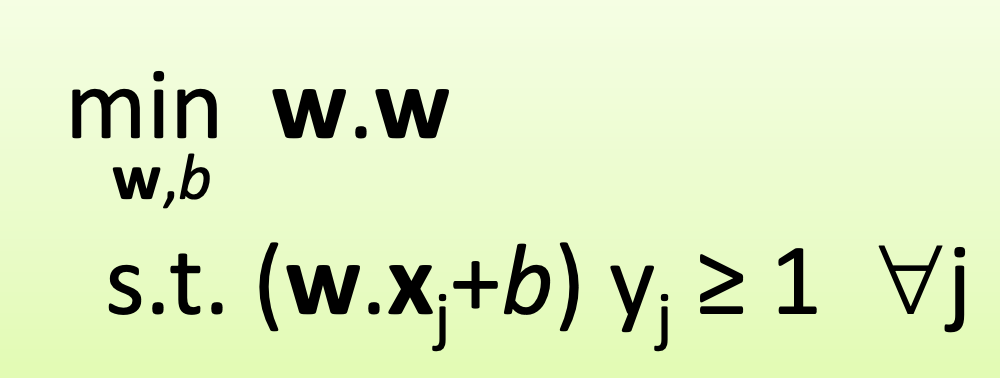 min w.w
w,b
s.t. (w.xj+b) yj ≥ 1 ∀j